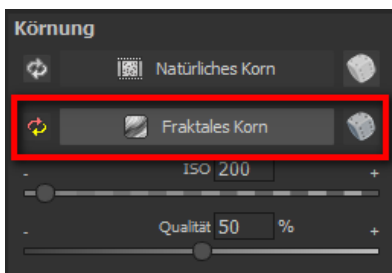 Körnung
Natürliches Korn
Fraktales Korn
- ISO 200 +
- Qualität 50 % +